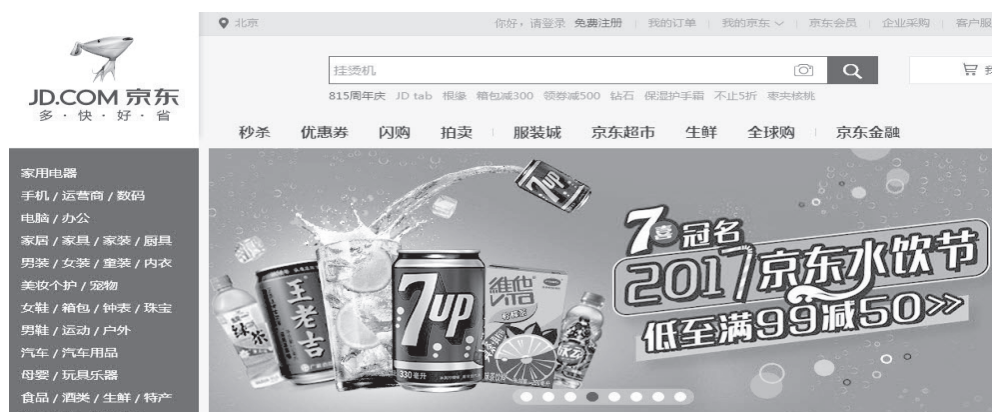 北京
你好，请登录 免费注册 我的订单 我的京东 京东会员 企业采购 客户服
JD.COM 京东
多·快·好·省
挂烫机
815周年庆 JD tab 根缘 箱包减300 领券减500 钻石 保湿护手霜 不止5折 枣夹核桃
秒杀 优惠券 闪购 拍卖 服装城 京东超市 生鲜 全球购 京东金融
家用电器
手机 / 运营商 / 数码
电脑 / 办公
家居 / 家具 / 家装 / 厨具
男装 / 女装 / 童装 / 内衣
美妆个护 / 宠物
女鞋 / 箱包 / 钟表 / 珠宝
男鞋 / 运动 / 户外
汽车 / 汽车用品
母婴 / 玩具乐器
食品 / 酒类 / 生鲜 / 特产
7喜 冠名
2017京东水饮节
低至满99减50>>
王老吉
7up
330毫升
维他
柠檬茶
7up